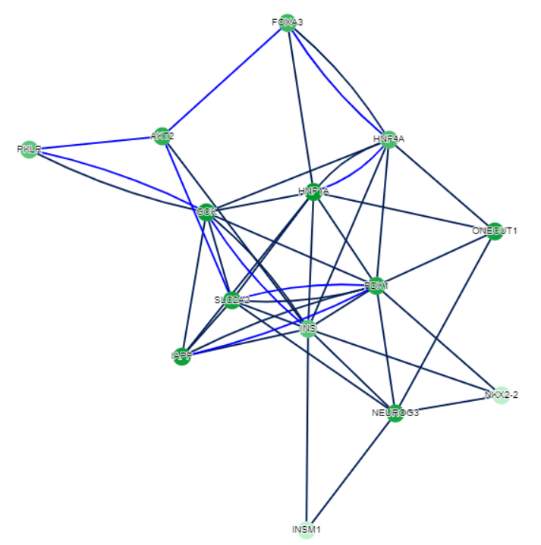 FOXA3
AKT2
HNF4A
PKLR
HNF1A
GCK
ONECUT1
PDX1
SLC2A2
INS
IAPP
NKX2-2
NEUROG3
INSM1